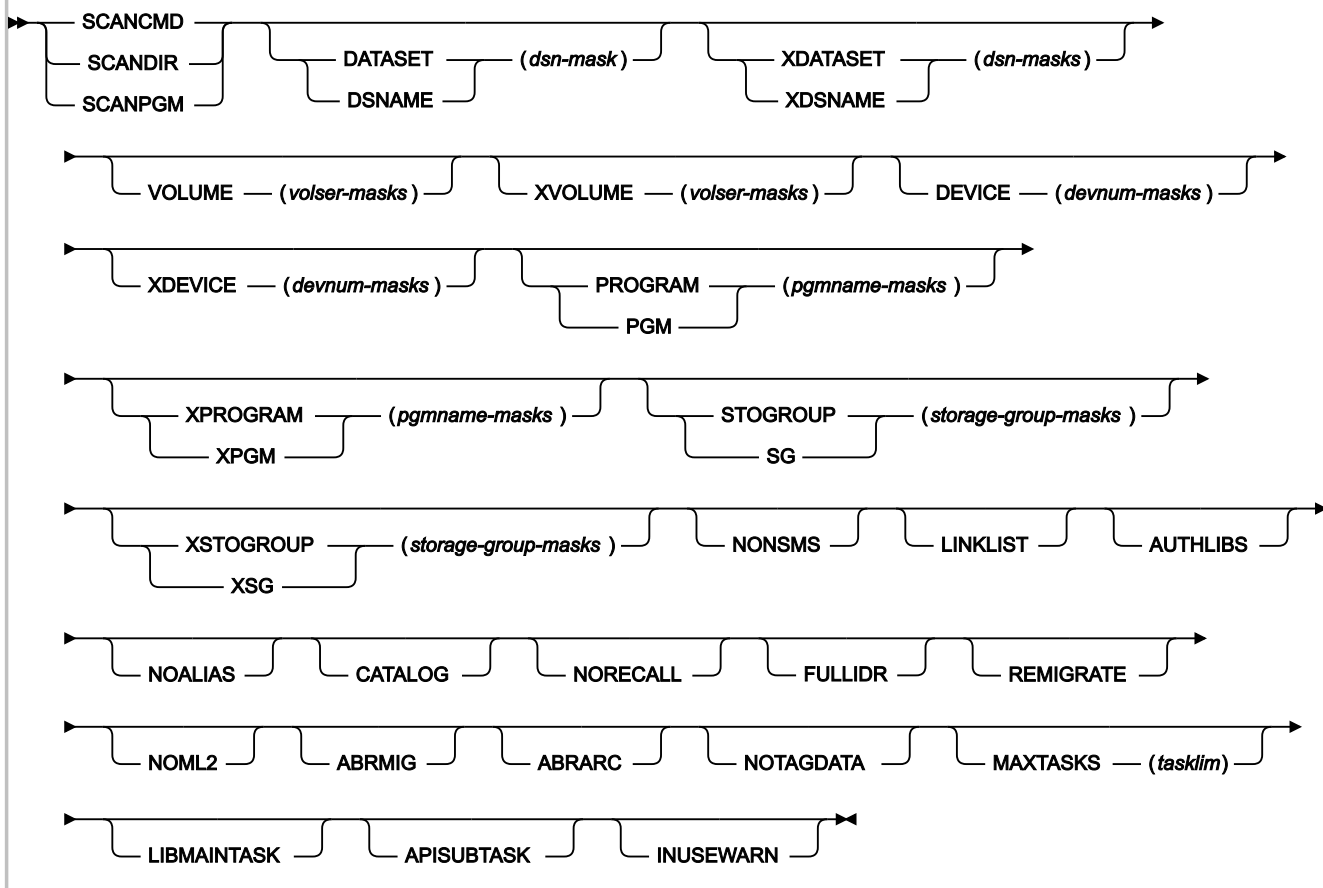 SCANCMD
SCANDIR
SCANPGM
DATASET (dsn-mask)
DSNAME
XDATASET (dsn-masks)
XDSNAME
VOLUME (volser-masks) XVOLUME (volser-masks) DEVICE (devnum-masks)
XDEVICE (devnum-masks)
PROGRAM (pgmname-masks)
PGM
XPROGRAM (pgmname-masks)
XPGM
STOGROUP (storage-group-masks)
SG
XSTOGROUP (storage-group-masks)
XSG
NONSMS LINKLIST AUTHLIBS
NOALIAS CATALOG NORECALL FULLIDR REMIGRATE
NOML2 ABRMIG ABRARC NOTAGDATA MAXTASKS (tasklim)
LIBMAINTASK APISUBTASK INUSEWARN